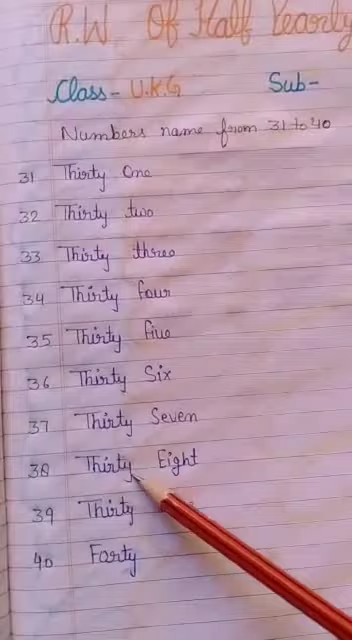 R.W. Of Half Yearly
Class - U.K.G Sub -
Numbers name from 31 to 40
31 Thirty One
32 Thirty two
33 Thirty three
34 Thirty four
35 Thirty five
36 Thirty Six
37 Thirty Seven
38 Thirty Eight
39 Thirty
40 Forty